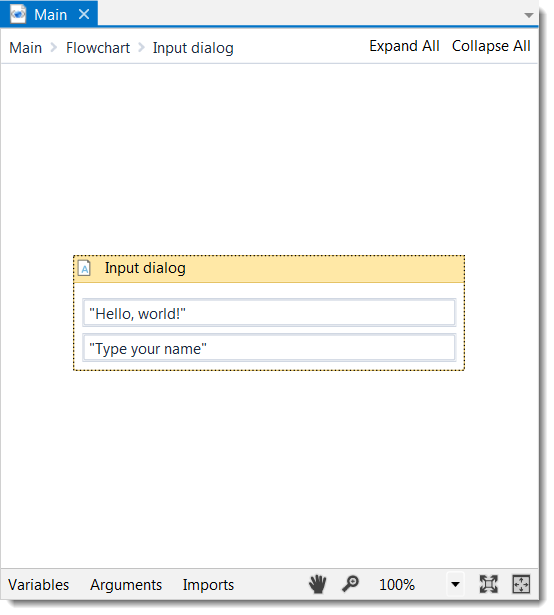 Main
Main Flowchart Input dialog Expand All Collapse All
A Input dialog
"Hello, world!"
"Type your name"
Variables Arguments Imports 100%